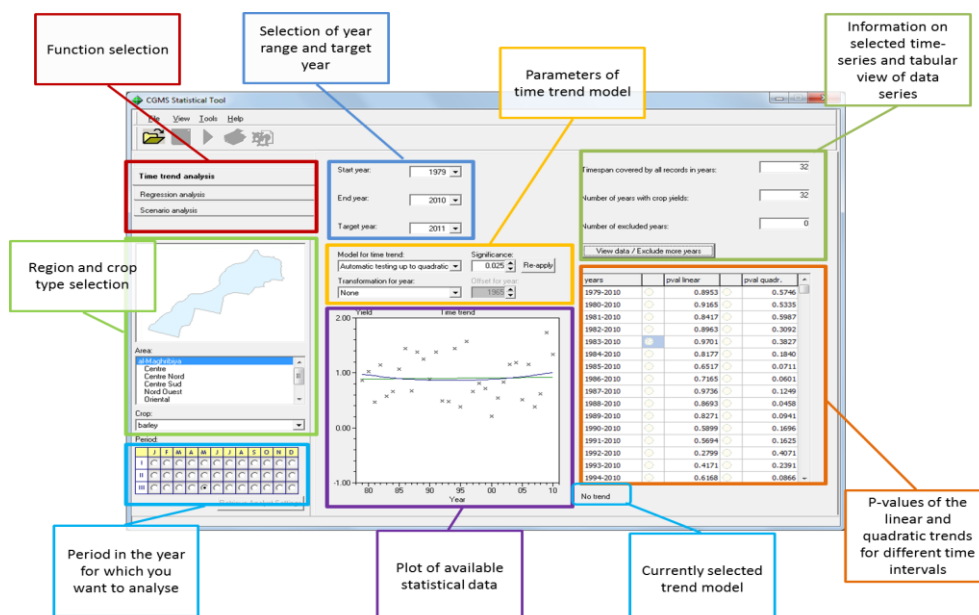 Function selection
Selection of year
range and target
year
Parameters of
time trend model
Information on
selected time-
series and tabular
view of data
series
CGMS Statistical Tool
File View Tools Help
Time trend analysis
Regression analysis
Scenario analysis
Start year: 1979
End year: 2010
Target year: 2011
Timespan covered by all records in years: 32
Number of years with crop yields: 32
Number of excluded years: 0
View data / Exclude more years
Region and crop
type selection
Model for time trend: Significance:
Automatic testing up to quadratic 0.025 Re-apply
Transformation for year: Offset for year:
None 1965
Area:
al-Maghibiya
Centre
Centre Nord
Centre Sud
Nord Ouest
Oriental
Crop:
barley
Period:
J F M A M J J A S O N D
I
II
III
Yield Time trend
2.00
1.00
0.00
-1.00
80 85 90 95 00 05 10
Year
years pval linear pval quadr.
1979-2010 0.8953 0.5746
1980-2010 0.9165 0.5335
1981-2010 0.8417 0.5987
1982-2010 0.8963 0.3092
1983-2010 0.9701 0.3827
1984-2010 0.8177 0.1840
1985-2010 0.6517 0.0711
1986-2010 0.7165 0.0601
1987-2010 0.9736 0.1249
1988-2010 0.8693 0.0458
1989-2010 0.8271 0.0941
1990-2010 0.5899 0.1696
1991-2010 0.5694 0.1625
1992-2010 0.2799 0.4071
1993-2010 0.4171 0.2391
1994-2010 0.6168 0.0866
No trend
Period in the year
for which you
want to analyse
Plot of available
statistical data
Currently selected
trend model
P-values of the
linear and
quadratic trends
for different time
intervals